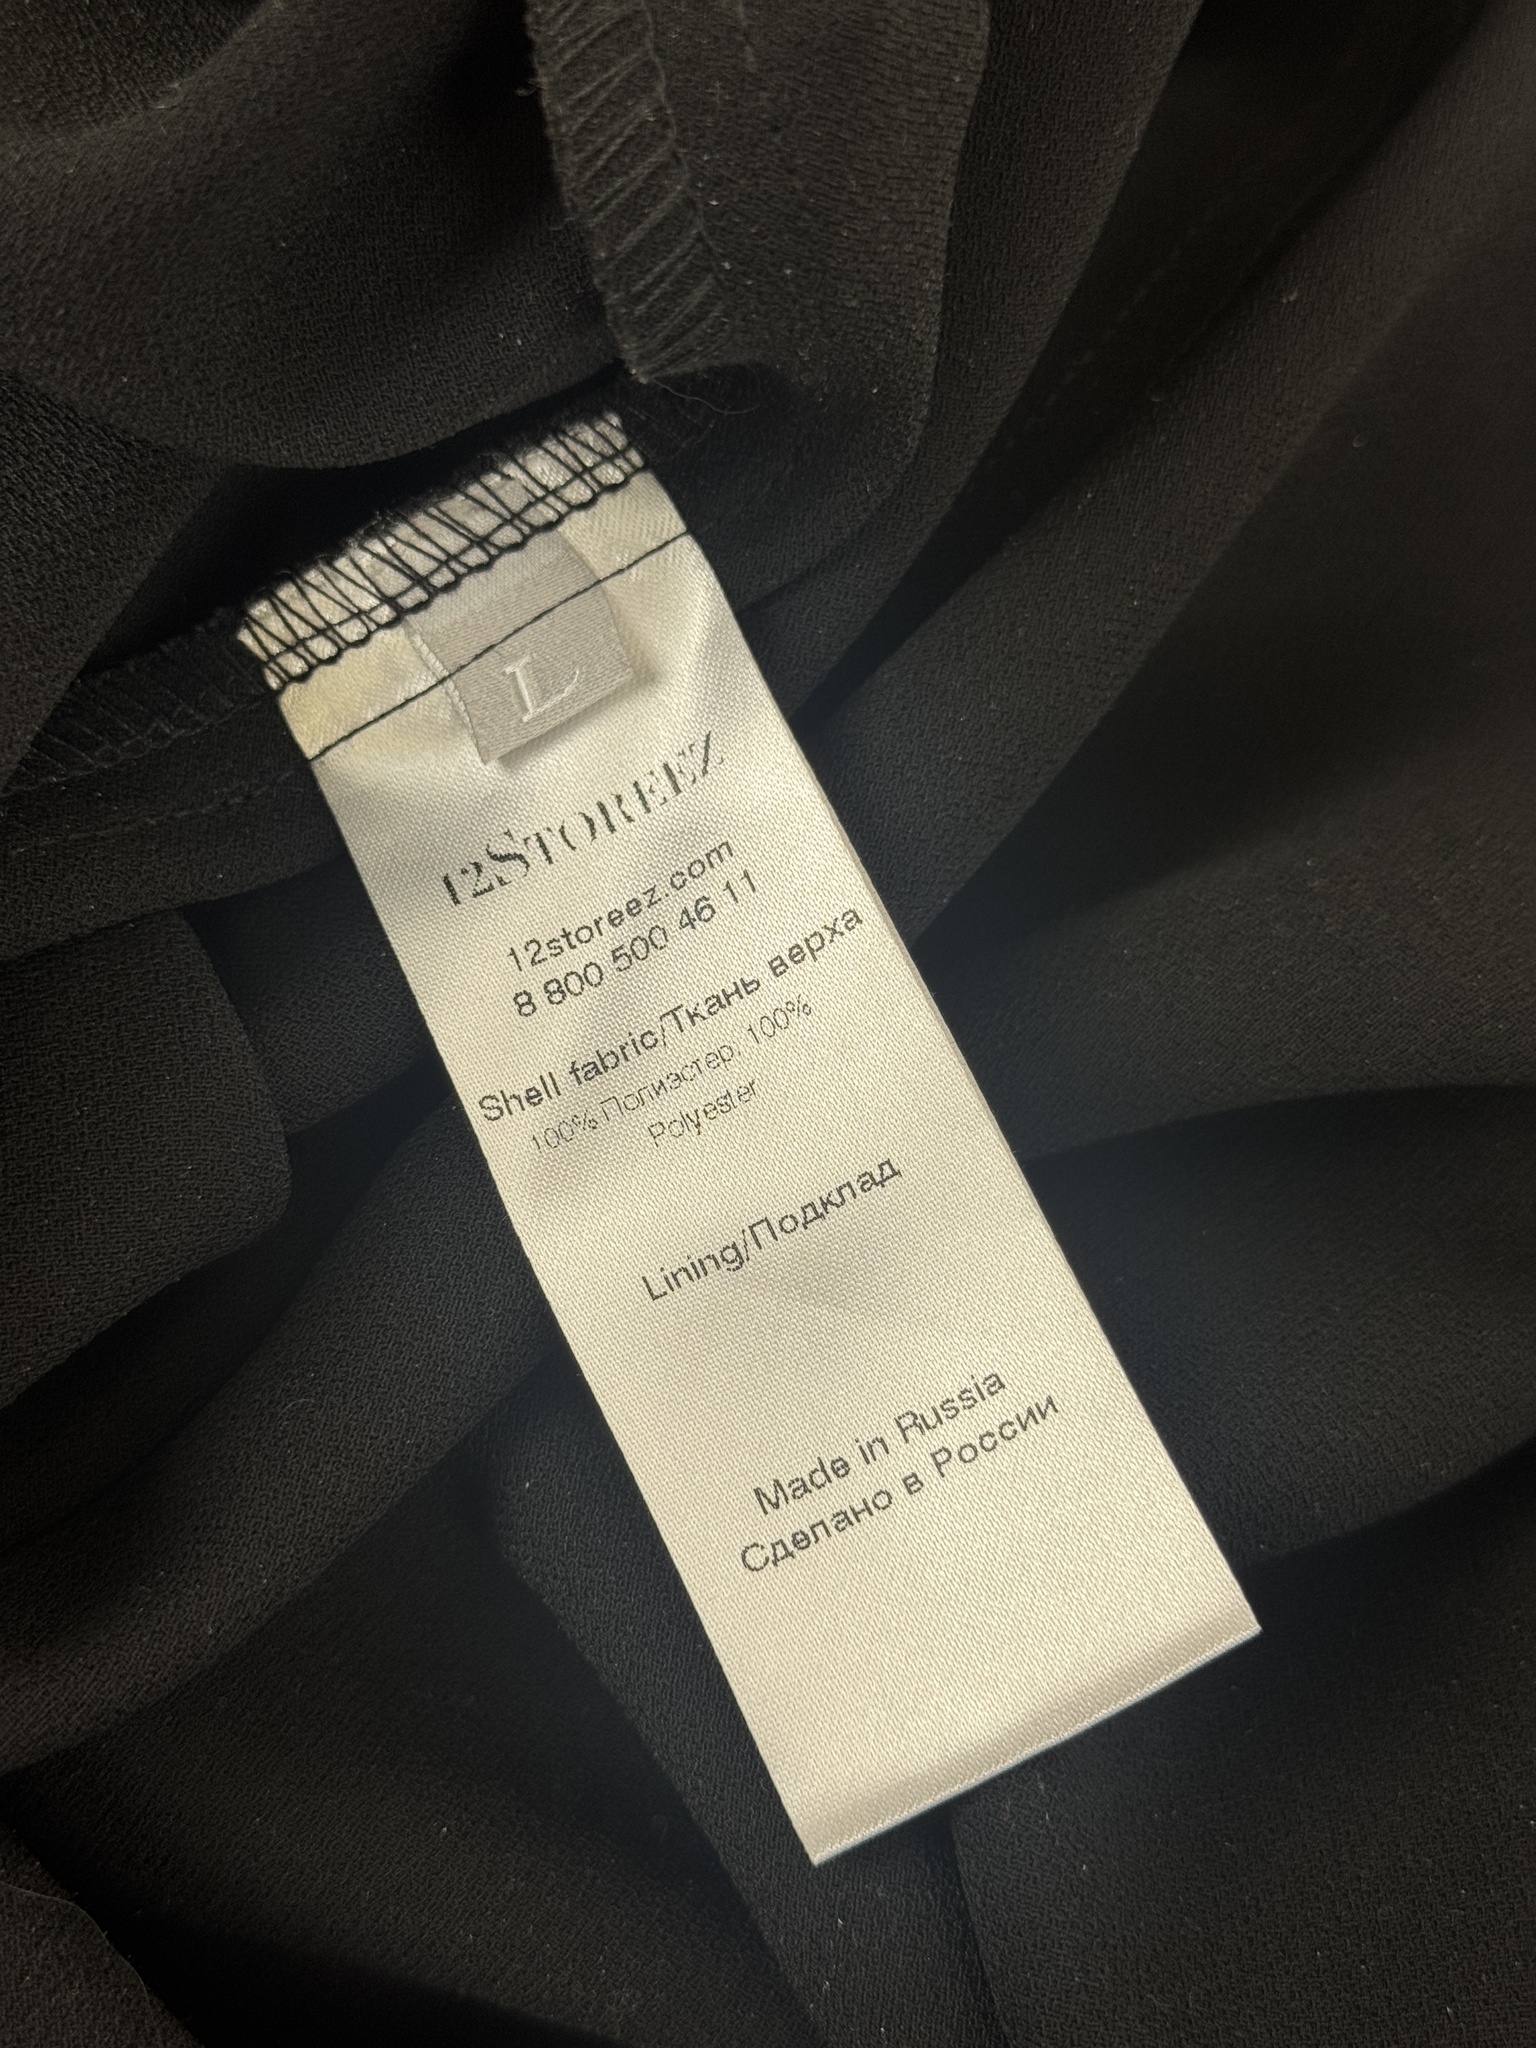 L
12STOREEZ
12storeez.com
8 800 500 46 11
Shell fabric/Ткань верха
100% Полиэстер, 100%
Polyester
Lining/Подклад
Made in Russia
Сделано в России